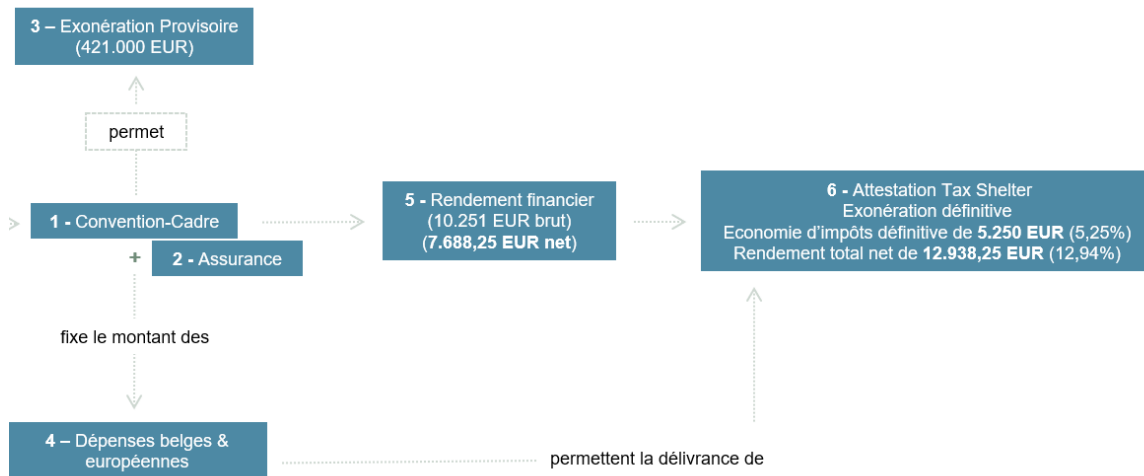 3 – Exonération Provisoire
(421.000 EUR)
permet
1 - Convention-Cadre
+
2 - Assurance
5 - Rendement financier
(10.251 EUR brut)
(7.688,25 EUR net)
6 - Attestation Tax Shelter
Exonération définitive
Economie d’impôts définitive de 5.250 EUR (5,25%)
Rendement total net de 12.938,25 EUR (12,94%)
fixe le montant des
4 – Dépenses belges &
européennes
permettent la délivrance de